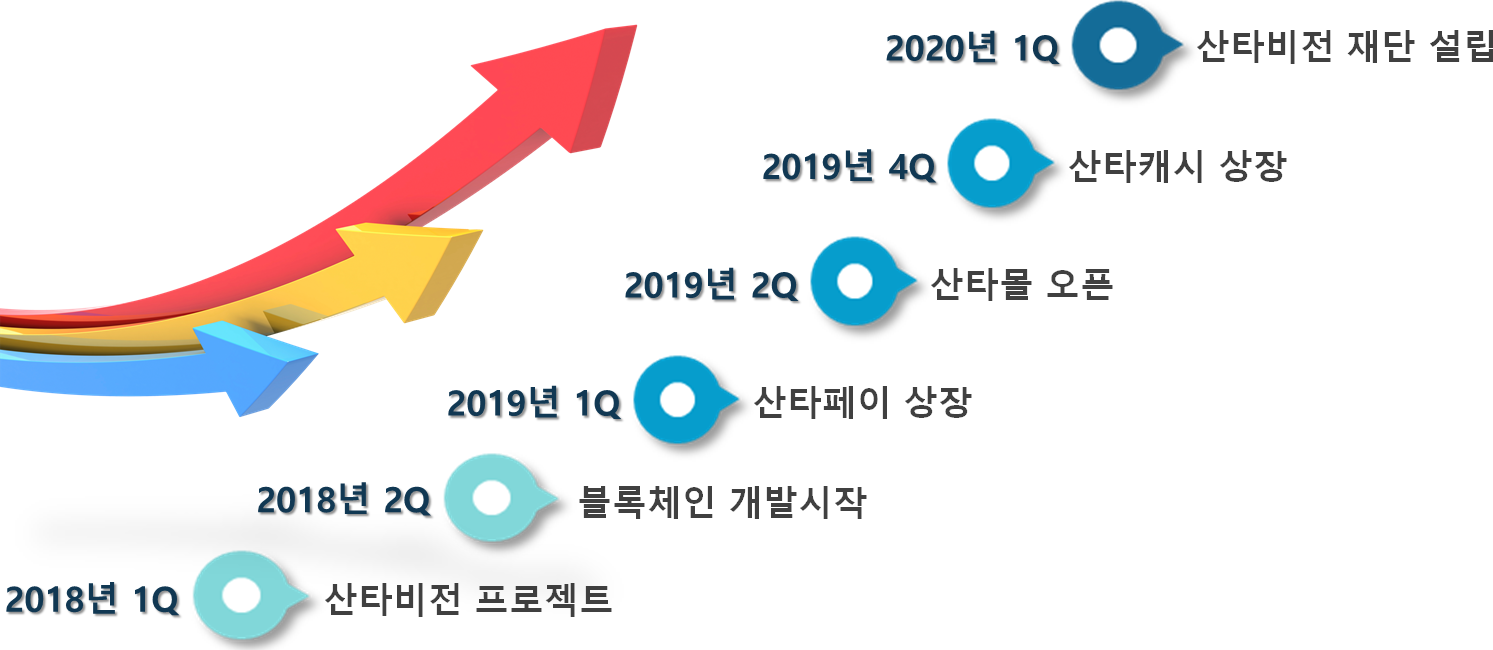 2020년 1Q 산타비전 재단 설립
2019년 4Q 산타캐시 상장
2019년 2Q 산타몰 오픈
2019년 1Q 산타페이 상장
2018년 2Q 블록체인 개발시작
2018년 1Q 산타비전 프로젝트